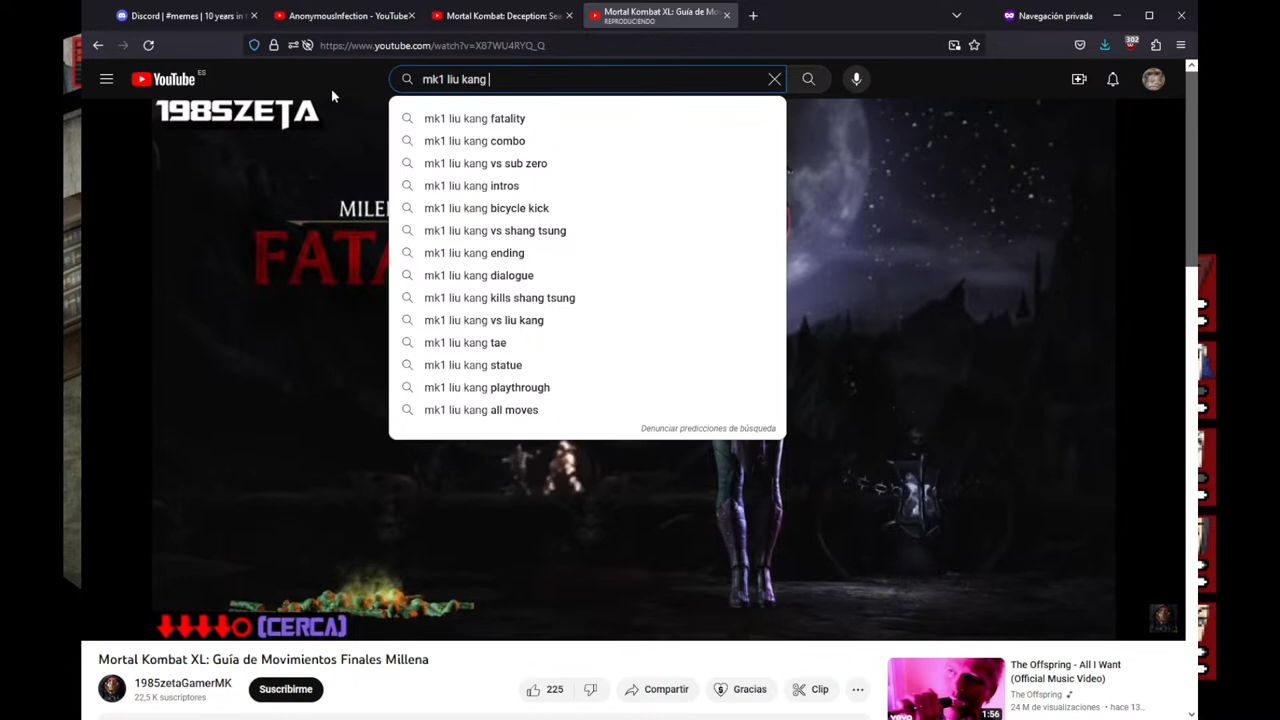 Discord | #memes | 10 years in t
AnonymousInfection - YouTube
Mortal Kombat: Deception: Sea
Mortal Kombat XL: Guía de Mo
REPRODUCIENDO
Navegación privada
https://www.youtube.com/watch?v=X87WU4RYQ_Q
302
YouTube ES
mk1 liu kang
1985ZETA
mk1 liu kang fatality
mk1 liu kang combo
mk1 liu kang vs sub zero
mk1 liu kang intros
mk1 liu kang bicycle kick
mk1 liu kang vs shang tsung
mk1 liu kang ending
mk1 liu kang dialogue
mk1 liu kang kills shang tsung
mk1 liu kang vs liu kang
mk1 liu kang tae
mk1 liu kang statue
mk1 liu kang playthrough
mk1 liu kang all moves
Denunciar predicciones de búsqueda
MILE
FATA
(CERCA)
Mortal Kombat XL: Guía de Movimientos Finales Millena
1985zetaGamerMK
22,5 K suscriptores
Suscribirme
225
Compartir
Gracias
Clip
The Offspring - All I Want
(Official Music Video)
The Offspring
24 M de visualizaciones • hace 13...
vevo
1:56